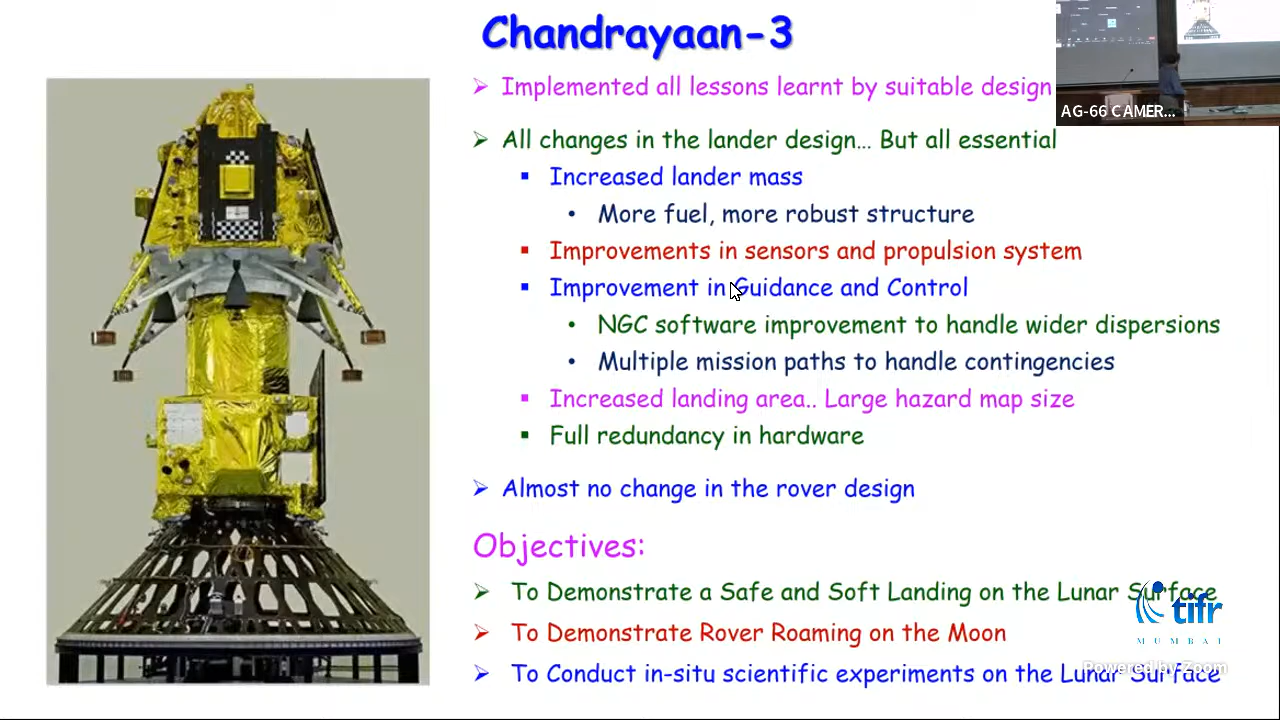 Chandrayaan-3
Implemented all lessons learnt by suitable design
AG-66 CAMER...
All changes in the lander design... But all essential
Increased lander mass
More fuel, more robust structure
Improvements in sensors and propulsion system
Improvement in Guidance and Control
NGC software improvement to handle wider dispersions
Multiple mission paths to handle contingencies
Increased landing area.. Large hazard map size
Full redundancy in hardware
Almost no change in the rover design
Objectives:
To Demonstrate a Safe and Soft Landing on the Lunar Surface
tifr
MUMBAI
To Demonstrate Rover Roaming on the Moon
Powered by Zoom
To Conduct in-situ scientific experiments on the Lunar Surface